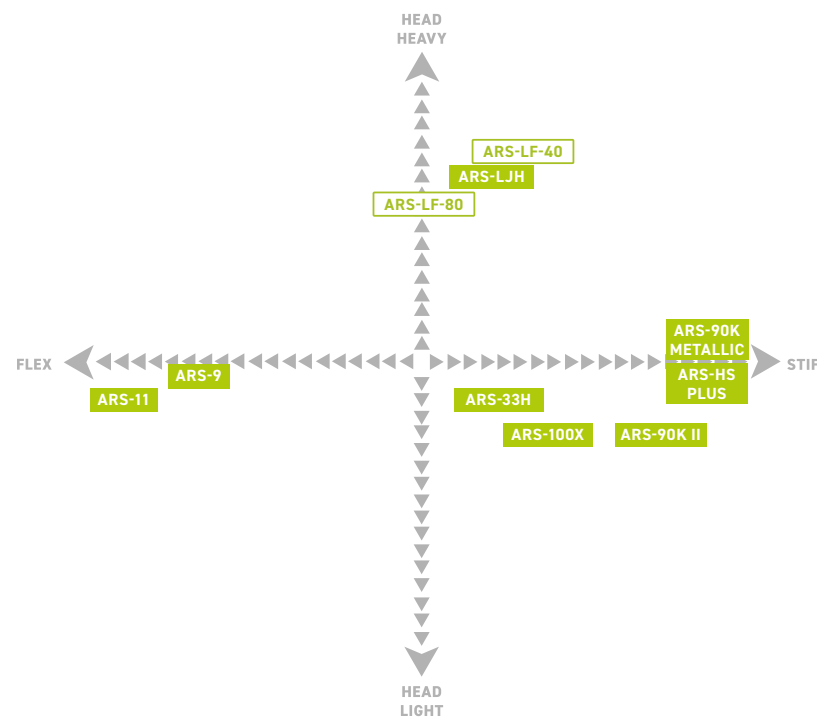 HEAD
HEAVY
ARS-LF-40
ARS-LJH
ARS-LF-80
ARS-90K
METALLIC
FLEX
STIF
ARS-9
ARS-HS
PLUS
ARS-11
ARS-33H
ARS-100X
ARS-90K II
HEAD
LIGHT